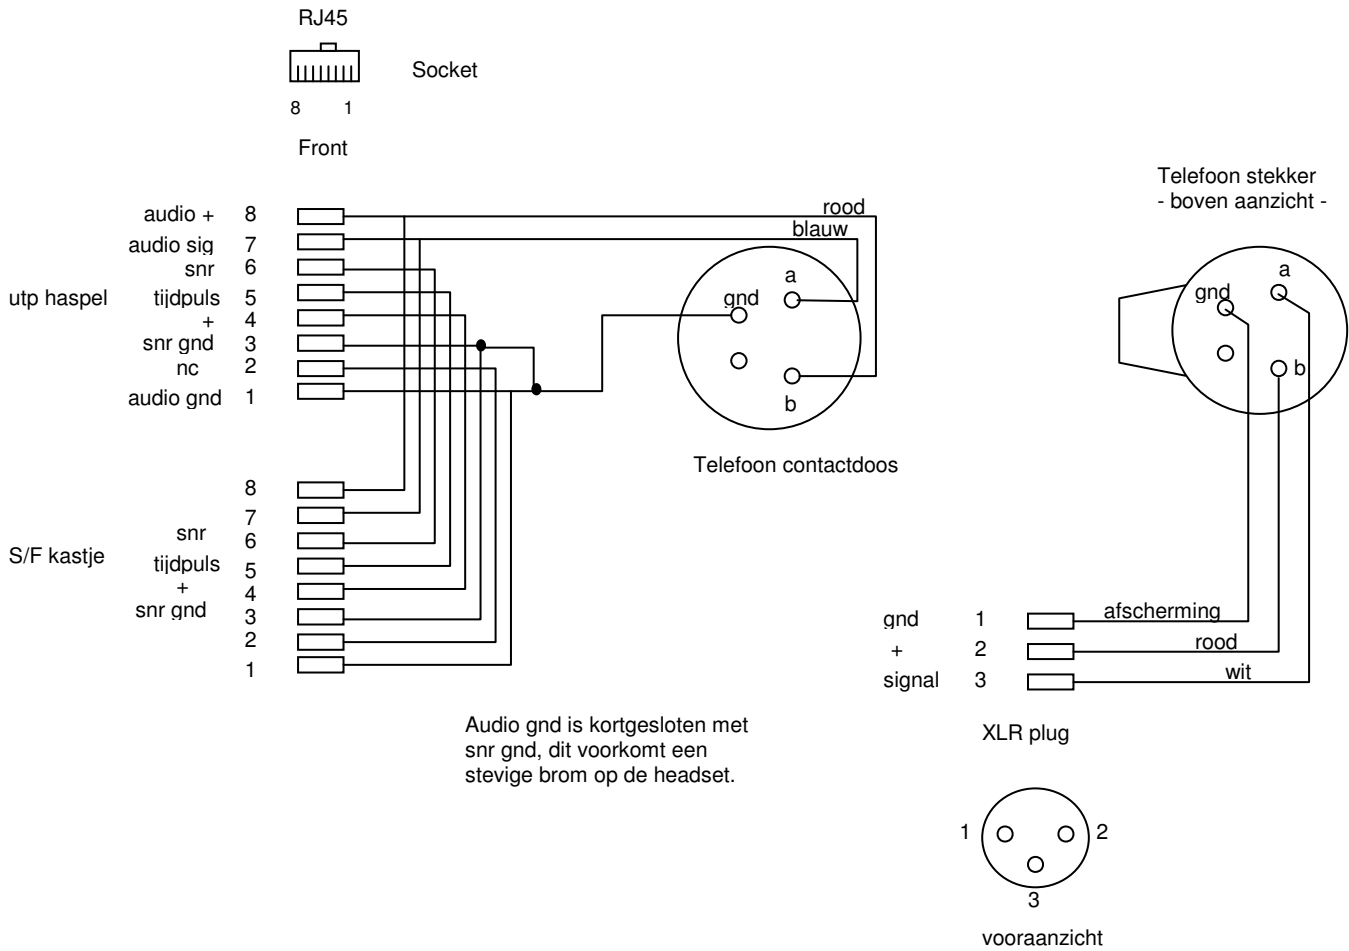 RJ45
Socket
8 1
Front
Telefoon stekker
- boven aanzicht -
audio + 8
audio sig 7
snr 6
utp haspel tijdpuls 5
+ 4
snr gnd 3
nc 2
audio gnd 1
rood
blauw
a
gnd
b
Telefoon contactdoos
a
gnd
b
8
7
snr 6
S/F kastje tijdpuls 5
+ 4
snr gnd 3
2
1
gnd 1 afscherming
+ 2 rood
signal 3 wit
XLR plug
Audio gnd is kortgesloten met
snr gnd, dit voorkomt een
stevige brom op de headset.
1 2
3
vooraanzicht